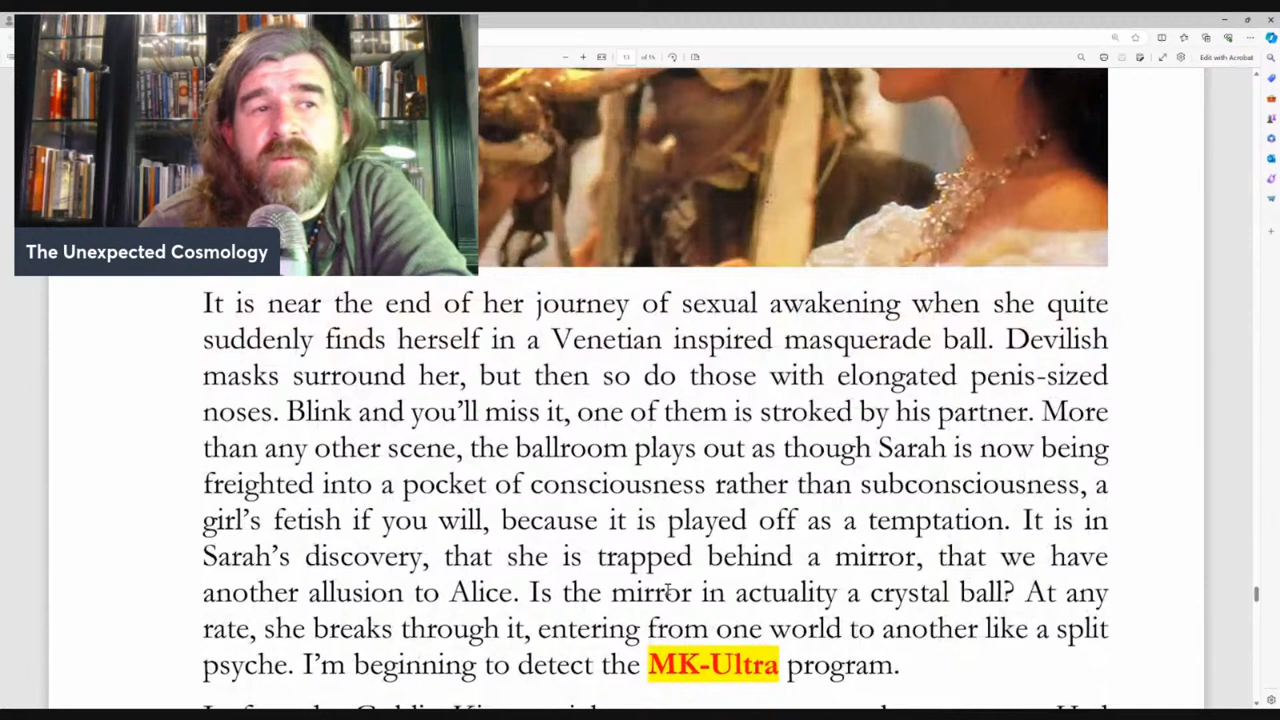 13 of 15
Edit with Acrobat
The Unexpected Cosmology
It is near the end of her journey of sexual awakening when she quite
suddenly finds herself in a Venetian inspired masquerade ball. Devilish
masks surround her, but then so do those with elongated penis-sized
noses. Blink and you’ll miss it, one of them is stroked by his partner. More
than any other scene, the ballroom plays out as though Sarah is now being
freighted into a pocket of consciousness rather than subconsciousness, a
girl’s fetish if you will, because it is played off as a temptation. It is in
Sarah’s discovery, that she is trapped behind a mirror, that we have
another allusion to Alice. Is the mirror in actuality a crystal ball? At any
rate, she breaks through it, entering from one world to another like a split
psyche. I’m beginning to detect the MK-Ultra program.